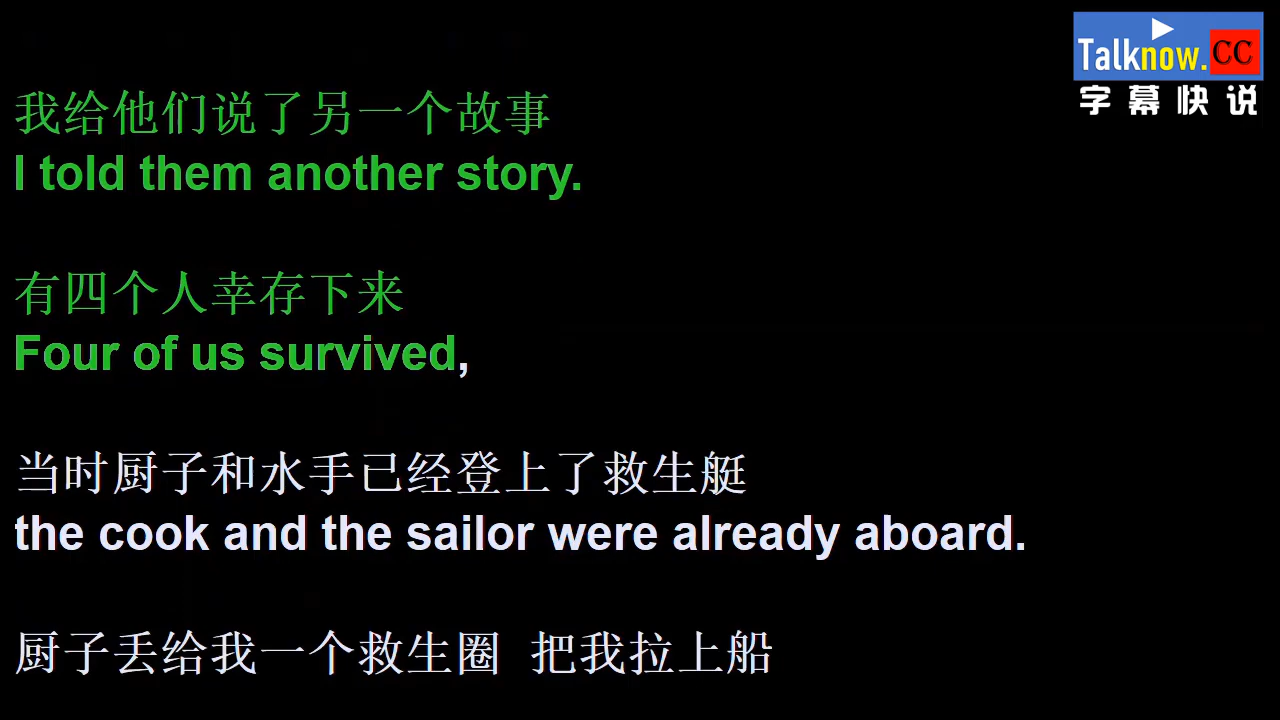 Talknow.CC
字幕快说
我给他们说了另一个故事
I told them another story.
有四个人幸存下来
Four of us survived,
当时厨子和水手已经登上了救生艇
the cook and the sailor were already aboard.
厨子丢给我一个救生圈 把我拉上船